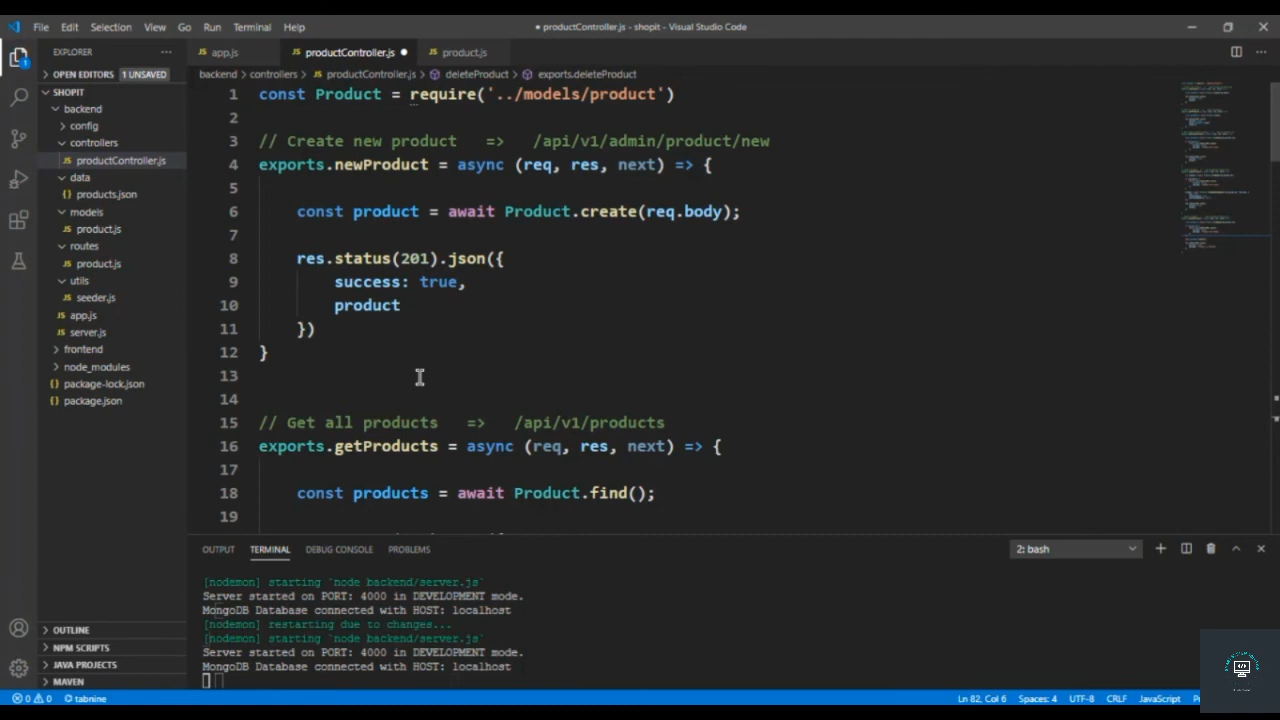 File Edit Selection View Go Run Terminal Help
● productController.js - shopit - Visual Studio Code
EXPLORER
app.js productController.js ● product.js
OPEN EDITORS 1 UNSAVED
backend > controllers > productController.js > deleteProduct > exports.deleteProduct
SHOPIT
backend
config
controllers
productController.js
data
products.json
models
product.js
routes
product.js
utils
seeder.js
app.js
server.js
frontend
node_modules
package-lock.json
package.json
OUTLINE
NPM SCRIPTS
JAVA PROJECTS
MAVEN
1 const Product = require('../models/product')
2
3 // Create new product => /api/v1/admin/product/new
4 exports.newProduct = async (req, res, next) => {
5
6 const product = await Product.create(req.body);
7
8 res.status(201).json({
9 success: true,
10 product
11 })
12 }
13
14
15 // Get all products => /api/v1/products
16 exports.getProducts = async (req, res, next) => {
17
18 const products = await Product.find();
19
OUTPUT TERMINAL DEBUG CONSOLE PROBLEMS
2: bash
[nodemon] starting `node backend/server.js`
Server started on PORT: 4000 in DEVELOPMENT mode.
MongoDB Database connected with HOST: localhost
[nodemon] restarting due to changes...
[nodemon] starting `node backend/server.js`
Server started on PORT: 4000 in DEVELOPMENT mode.
MongoDB Database connected with HOST: localhost
0 0 tabnine
Ln 82, Col 6 Spaces: 4 UTF-8 CRLF JavaScript